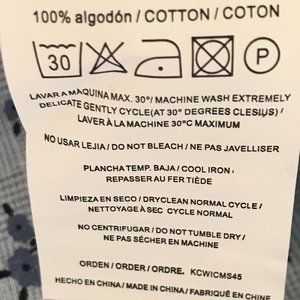 100% algodón / COTTON / COTON
30 P
LAVAR A MAQUINA MAX. 30°/ MACHINE WASH EXTREMELY
DELICATE GENTLY CYCLE(AT 30° DEGREES CLESIUS)/
LAVER À LA MACHINE 30°C MAXIMUM
NO USAR LEJIA / DO NOT BLEACH / NE PAS JAVELLISER
PLANCHA TEMP. BAJA / COOL IRON /
REPASSER AU FER TIÈDE
LIMPIEZA EN SECO / DRYCLEAN NORMAL CYCLE /
NETTOYAGE À SEC CYCLE NORMAL
NO CENTRIFUGAR / DO NOT TUMBLE DRY /
NE PAS SÉCHER EN MACHINE
ORDEN / ORDER / ORDRE. KCWICMS45
HECHO EN CHINA / MADE IN CHINA / FABRIQUÉ EN CHINE